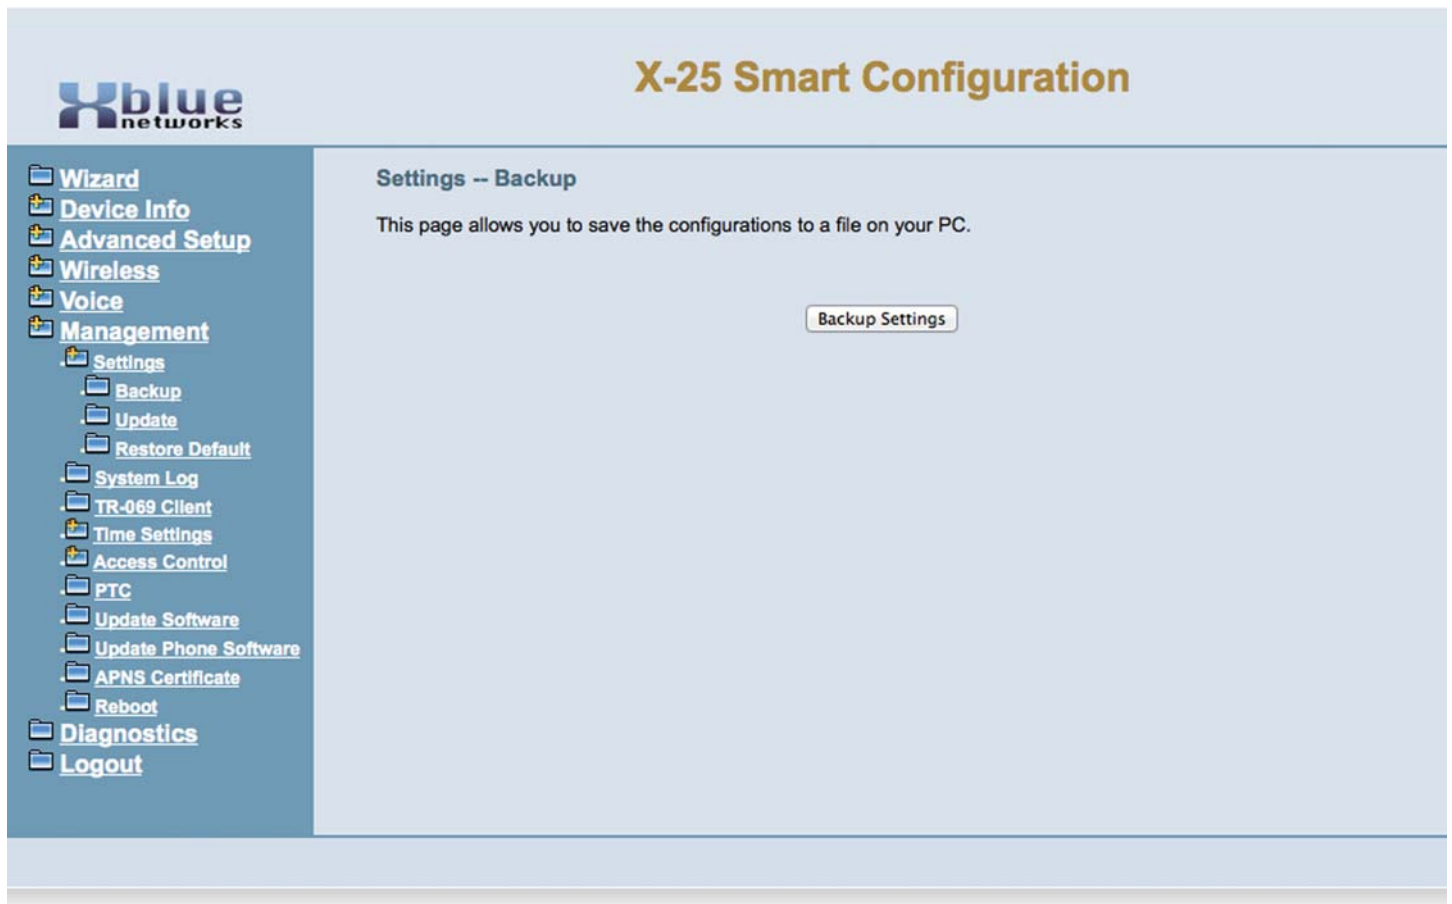 Xblue
networks
X-25 Smart Configuration
Wizard
Device Info
Advanced Setup
Wireless
Voice
Management
Settings
Backup
Update
Restore Default
System Log
TR-069 Client
Time Settings
Access Control
PTC
Update Software
Update Phone Software
APNS Certificate
Reboot
Diagnostics
Logout
Settings -- Backup
This page allows you to save the configurations to a file on your PC.
Backup Settings